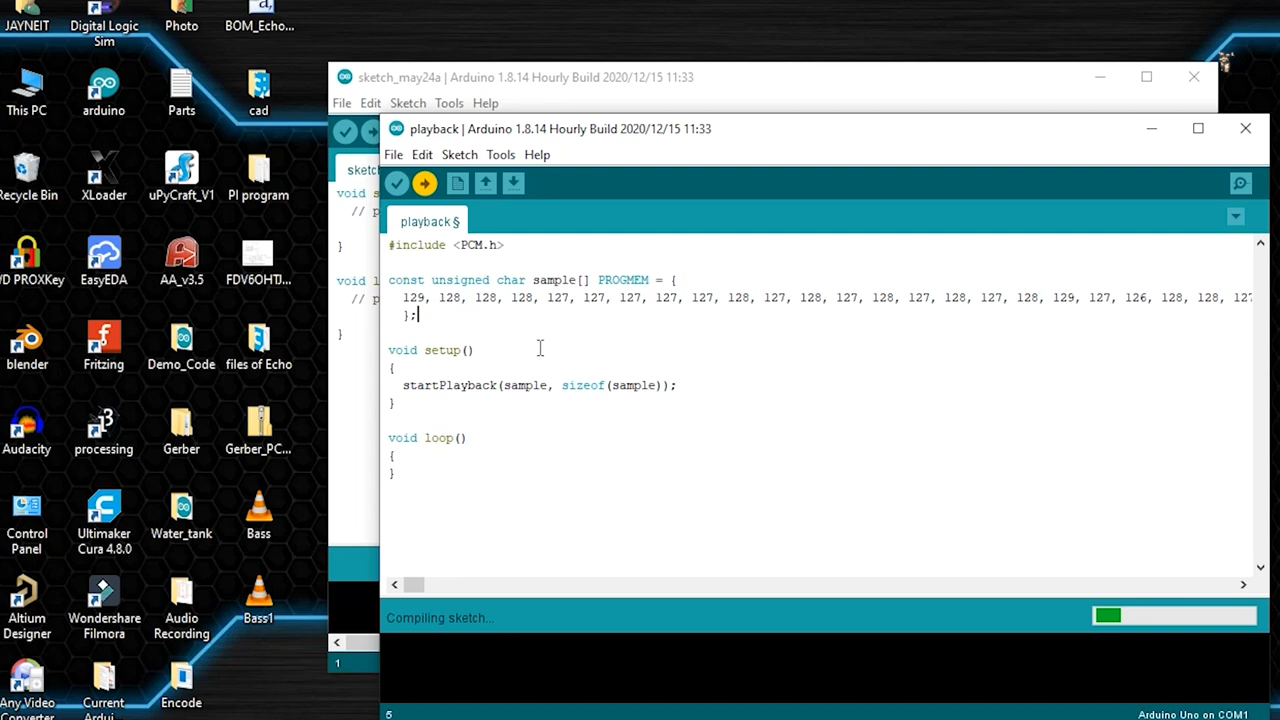 JAYNEIT
Digital Logic
Sim
Photo
BOM_Echo...
This PC
arduino
Parts
cad
Recycle Bin
XLoader
uPyCraft_V1
PI program
D PROXKey
EasyEDA
AA_v3.5
FDV6OHTJ...
blender
Fritzing
Demo_Code
files of Echo
Audacity
processing
Gerber
Gerber_PC...
Control
Panel
Ultimaker
Cura 4.8.0
Water_tank
Bass
Altium
Designer
Wondershare
Filmora
Audio
Recording
Bass1
Any Video
Converter
Current
Ardui...
Encode
sketch_may24a | Arduino 1.8.14 Hourly Build 2020/12/15 11:33
File Edit Sketch Tools Help
sketch
void s
// p
}
void l
// p
}
1
playback | Arduino 1.8.14 Hourly Build 2020/12/15 11:33
File Edit Sketch Tools Help
playback §
#include <PCM.h>
const unsigned char sample[] PROGMEM = {
129, 128, 128, 128, 127, 127, 127, 127, 127, 128, 127, 128, 127, 128, 127, 128, 127, 128, 129, 127, 126, 128, 128, 127
};
void setup()
{
startPlayback(sample, sizeof(sample));
}
void loop()
{
}
Compiling sketch...
5
Arduino Uno on COM1